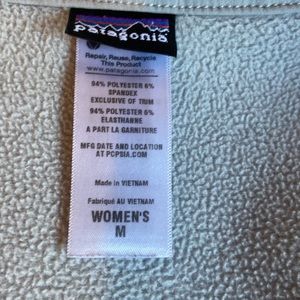 patagonia
Repair, Reuse, Recycle
This Product
www.patagonia.com
94% POLYESTER 6%
SPANDEX
EXCLUSIVE OF TRIM
94% POLYESTER 6%
ELASTHANNE
A PART LA GARNITURE
MFG DATE AND LOCATION
AT PCPSIA.COM
Made in VIETNAM
Fabriqué AU VIETNAM
WOMEN'S
M